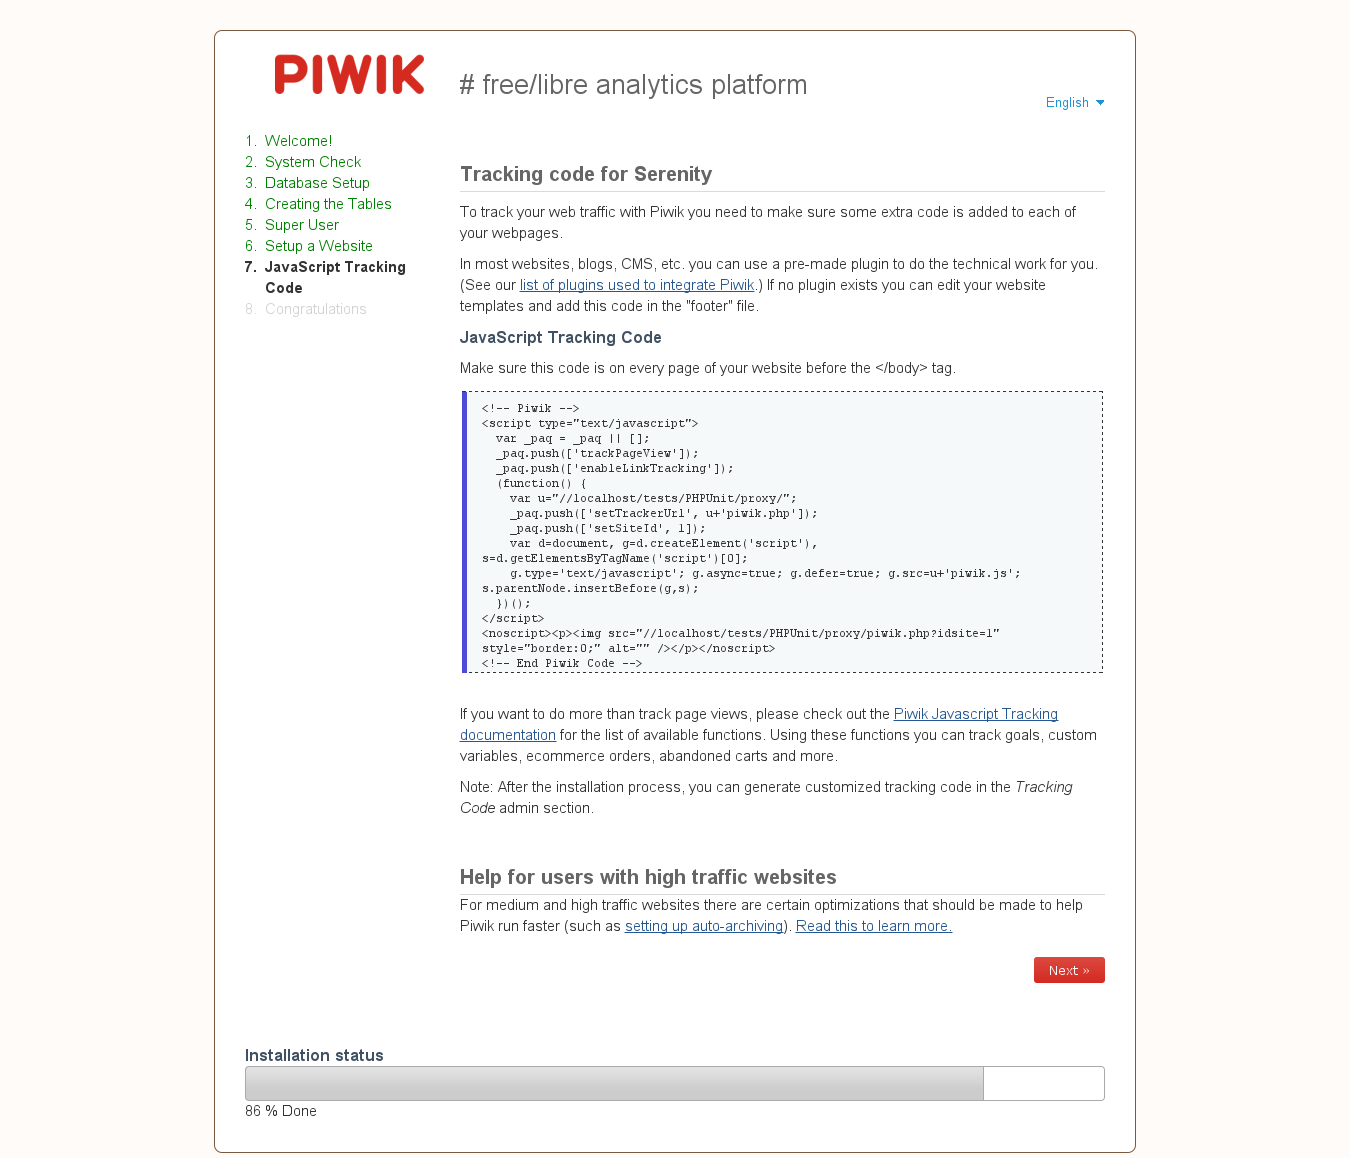 PIWIK
# free/libre analytics platform
English
1. Welcome!
2. System Check
3. Database Setup
4. Creating the Tables
5. Super User
6. Setup a Website
7. JavaScript Tracking
Code
8. Congratulations
Tracking code for Serenity
To track your web traffic with Piwik you need to make sure some extra code is added to each of
your webpages.
In most websites, blogs, CMS, etc. you can use a pre-made plugin to do the technical work for you.
(See our list of plugins used to integrate Piwik.) If no plugin exists you can edit your website
templates and add this code in the "footer" file.
JavaScript Tracking Code
Make sure this code is on every page of your website before the </body> tag.
<!-- Piwik -->
<script type="text/javascript">
  var _paq = _paq || [];
  _paq.push(['trackPageView']);
  _paq.push(['enableLinkTracking']);
  (function() {
    var u="//localhost/tests/PHPUnit/proxy/";
    _paq.push(['setTrackerUrl', u+'piwik.php']);
    _paq.push(['setSiteId', 1]);
    var d=document, g=d.createElement('script'),
s=d.getElementsByTagName('script')[0];
    g.type='text/javascript'; g.async=true; g.defer=true; g.src=u+'piwik.js';
s.parentNode.insertBefore(g,s);
  })();
</script>
<noscript><p><img src="//localhost/tests/PHPUnit/proxy/piwik.php?idsite=1"
style="border:0;" alt="" /></p></noscript>
<!-- End Piwik Code -->
If you want to do more than track page views, please check out the Piwik Javascript Tracking
documentation for the list of available functions. Using these functions you can track goals, custom
variables, ecommerce orders, abandoned carts and more.
Note: After the installation process, you can generate customized tracking code in the Tracking
Code admin section.
Help for users with high traffic websites
For medium and high traffic websites there are certain optimizations that should be made to help
Piwik run faster (such as setting up auto-archiving). Read this to learn more.
Next »
Installation status
86 % Done